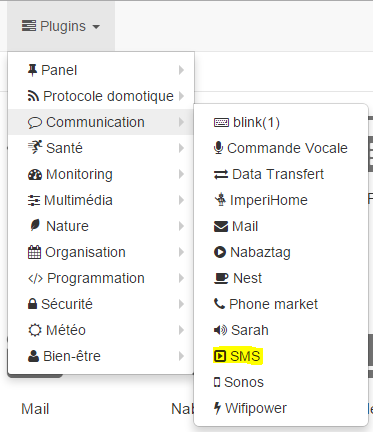 Plugins
Panel
Protocole domotique
Communication
Santé
Monitoring
Multimédia
Nature
Organisation
Programmation
Sécurité
Météo
Bien-être
blink(1)
Commande Vocale
Data Transfert
ImperiHome
Mail
Nabaztag
Nest
Phone market
Sarah
SMS
Sonos
Wifipower
Mail
Nab